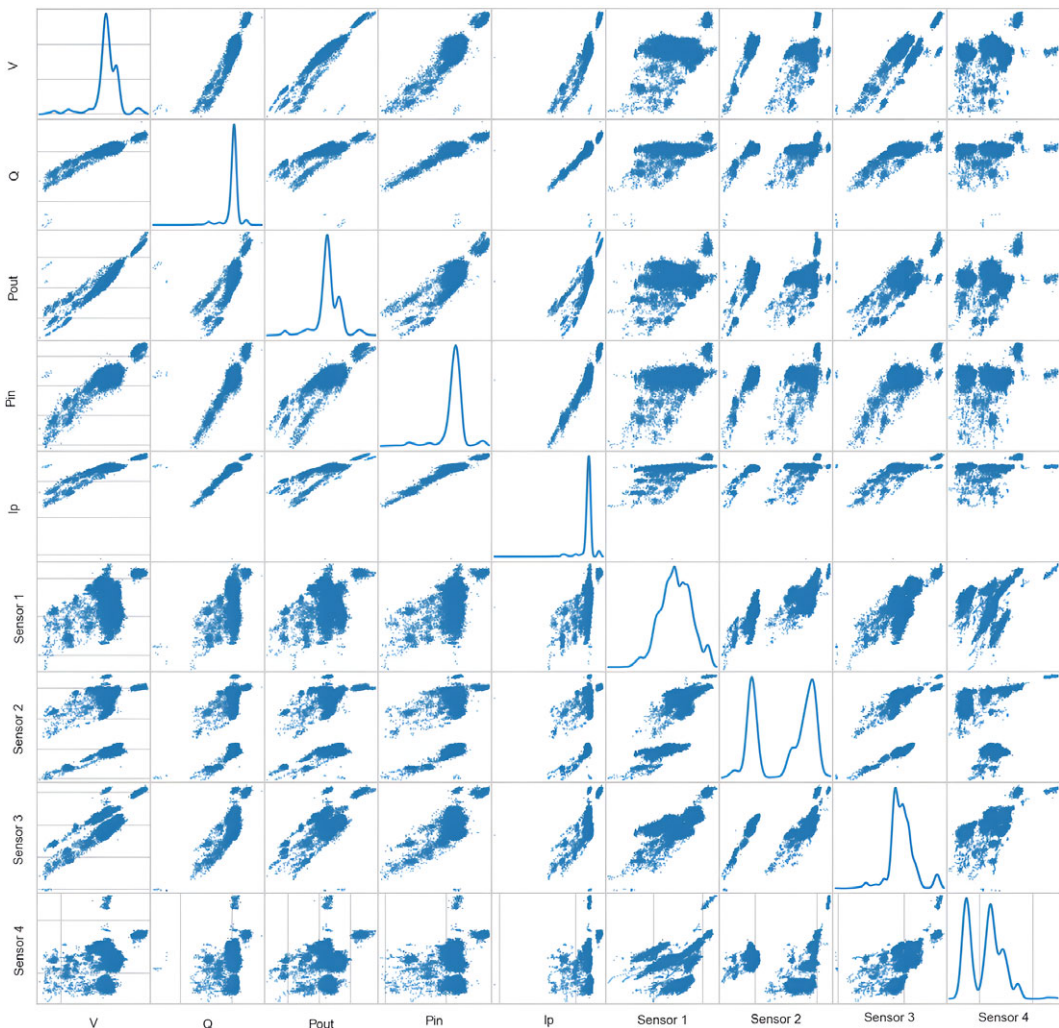 V
Q
Pout
Pin
Ip
Sensor 1
Sensor 2
Sensor 3
Sensor 4
V Q Pout Pin Ip Sensor 1 Sensor 2 Sensor 3 Sensor 4